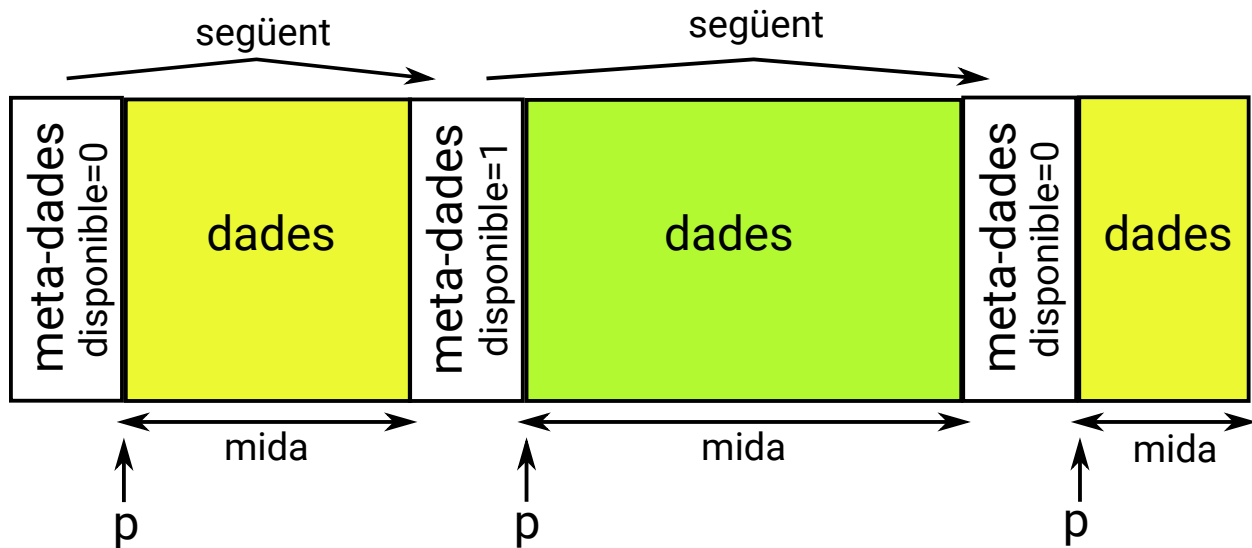 següent
següent
meta-dades
disponible=0
dades
meta-dades
disponible=1
dades
meta-dades
disponible=0
dades
mida
mida
mida
p
p
p